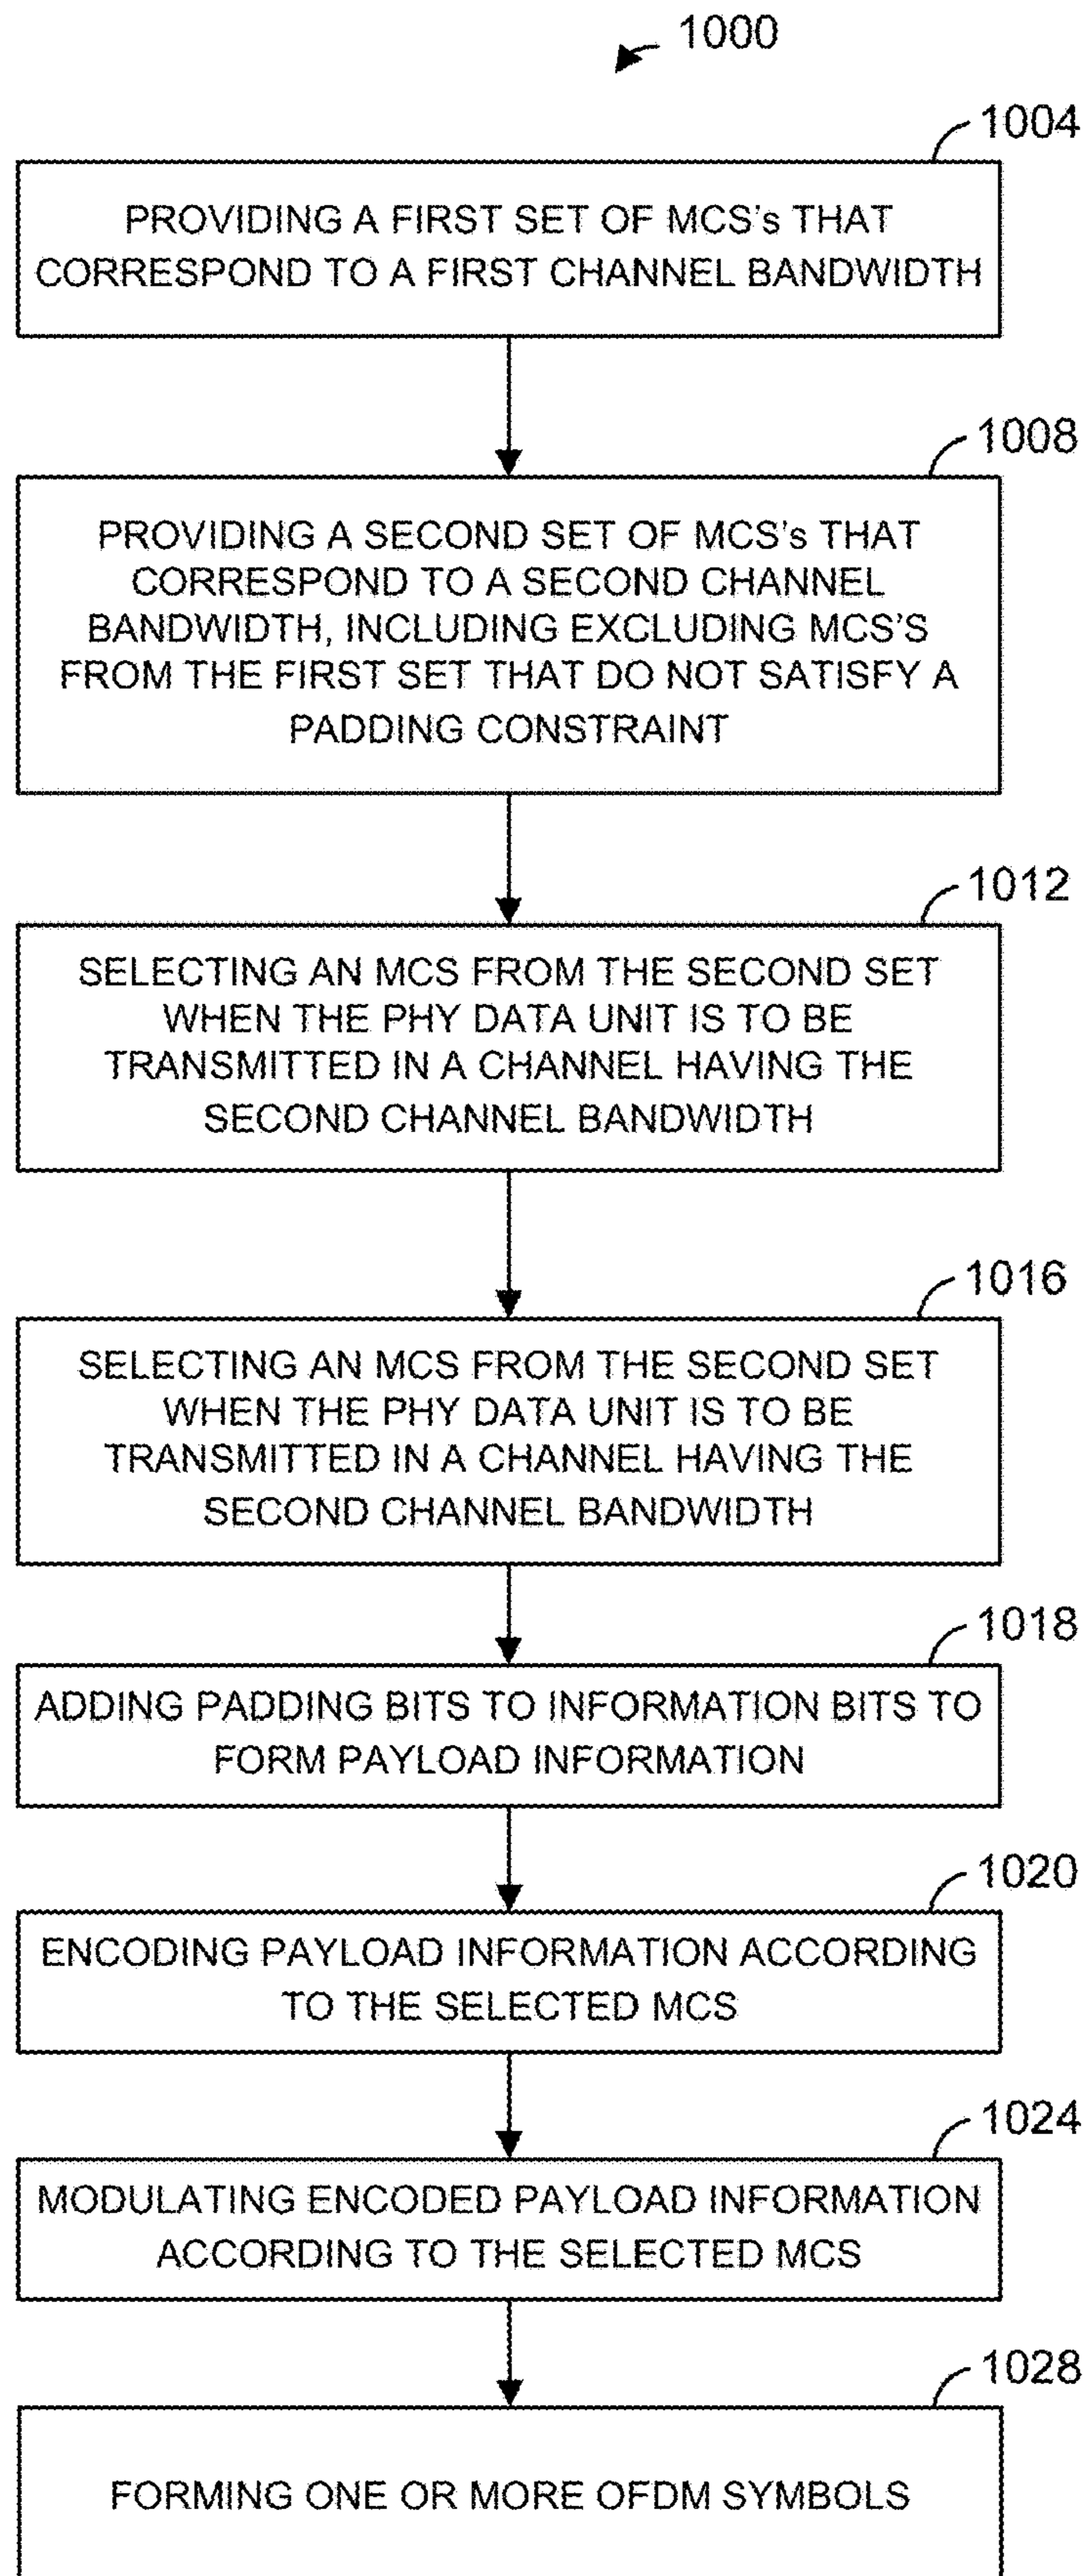 1000
1004
PROVIDING A FIRST SET OF MCS's THAT
CORRESPOND TO A FIRST CHANNEL BANDWIDTH
1008
PROVIDING A SECOND SET OF MCS's THAT
CORRESPOND TO A SECOND CHANNEL
BANDWIDTH, INCLUDING EXCLUDING MCS'S
FROM THE FIRST SET THAT DO NOT SATISFY A
PADDING CONSTRAINT
1012
SELECTING AN MCS FROM THE SECOND SET
WHEN THE PHY DATA UNIT IS TO BE
TRANSMITTED IN A CHANNEL HAVING THE
SECOND CHANNEL BANDWIDTH
1016
SELECTING AN MCS FROM THE SECOND SET
WHEN THE PHY DATA UNIT IS TO BE
TRANSMITTED IN A CHANNEL HAVING THE
SECOND CHANNEL BANDWIDTH
1018
ADDING PADDING BITS TO INFORMATION BITS TO
FORM PAYLOAD INFORMATION
1020
ENCODING PAYLOAD INFORMATION ACCORDING
TO THE SELECTED MCS
1024
MODULATING ENCODED PAYLOAD INFORMATION
ACCORDING TO THE SELECTED MCS
1028
FORMING ONE OR MORE OFDM SYMBOLS